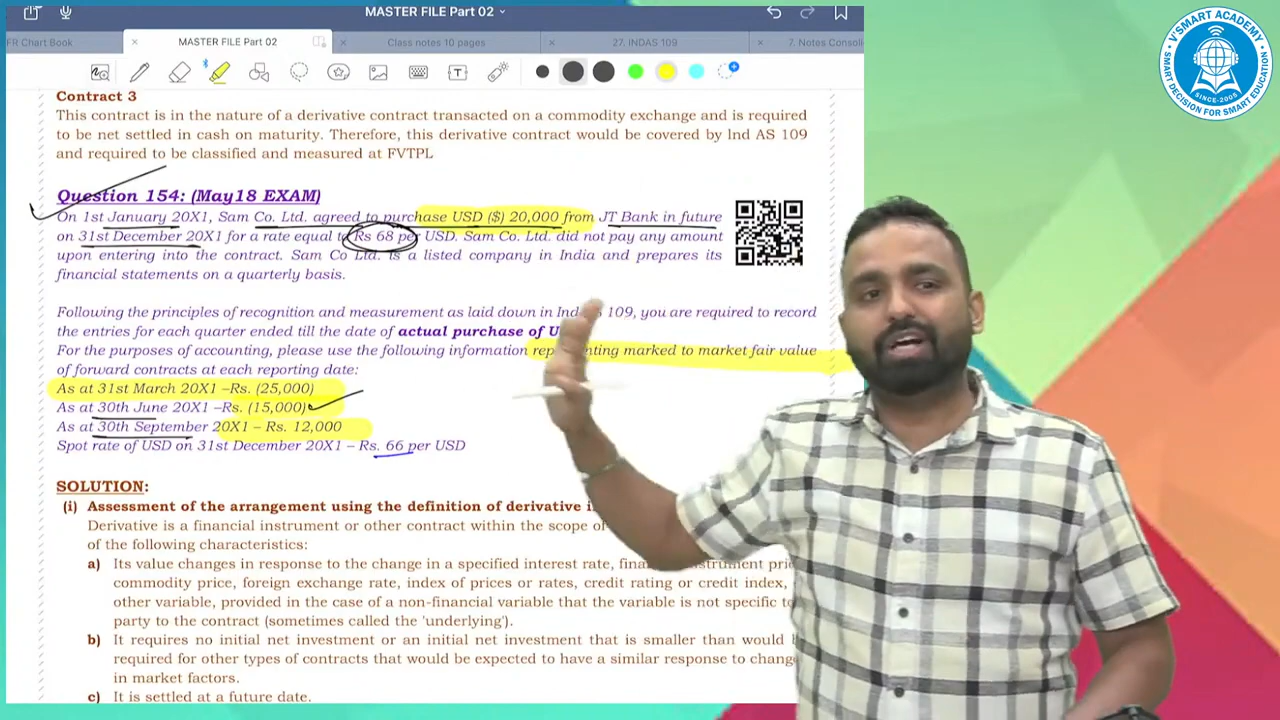 MASTER FILE Part 02
FR Chart Book
MASTER FILE Part 02
Class notes 10 pages
27. INDAS 109
7. Notes Consoli
Contract 3
This contract is in the nature of a derivative contract transacted on a commodity exchange and is required
to be net settled in cash on maturity. Therefore, this derivative contract would be covered by Ind AS 109
and required to be classified and measured at FVTPL
Question 154: (May18 EXAM)
On 1st January 20X1, Sam Co. Ltd. agreed to purchase USD ($) 20,000 from JT Bank in future
on 31st December 20X1 for a rate equal to Rs 68 per USD. Sam Co. Ltd. did not pay any amount
upon entering into the contract. Sam Co Ltd. is a listed company in India and prepares its
financial statements on a quarterly basis.
Following the principles of recognition and measurement as laid down in Ind AS 109, you are required to record
the entries for each quarter ended till the date of actual purchase of U
For the purposes of accounting, please use the following information representing marked to market fair value
of forward contracts at each reporting date:
As at 31st March 20X1 –Rs. (25,000)
As at 30th June 20X1 –Rs. (15,000)
As at 30th September 20X1 – Rs. 12,000
Spot rate of USD on 31st December 20X1 – Rs. 66 per USD
SOLUTION:
(i) Assessment of the arrangement using the definition of derivative i
Derivative is a financial instrument or other contract within the scope of
of the following characteristics:
a) Its value changes in response to the change in a specified interest rate, financial instrument pri
commodity price, foreign exchange rate, index of prices or rates, credit rating or credit index,
other variable, provided in the case of a non-financial variable that the variable is not specific to
party to the contract (sometimes called the 'underlying').
b) It requires no initial net investment or an initial net investment that is smaller than would b
required for other types of contracts that would be expected to have a similar response to change
in market factors.
c) It is settled at a future date.
V'SMART ACADEMY
SINCE-2005
SMART DECISION FOR SMART EDUCATION